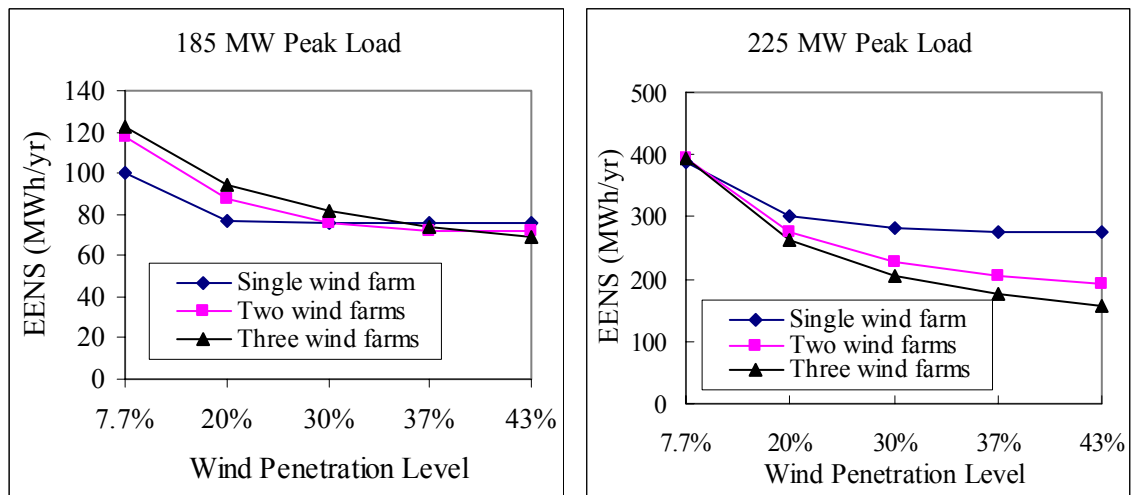 185 MW Peak Load
EENS (MWh/yr)
140
120
100
80
60
40
20
0
Single wind farm
Two wind farms
Three wind farms
7.7% 20% 30% 37% 43%
Wind Penetration Level
225 MW Peak Load
EENS (MWh/yr)
500
400
300
200
100
0
Single wind farm
Two wind farms
Three wind farms
7.7% 20% 30% 37% 43%
Wind Penetration Level